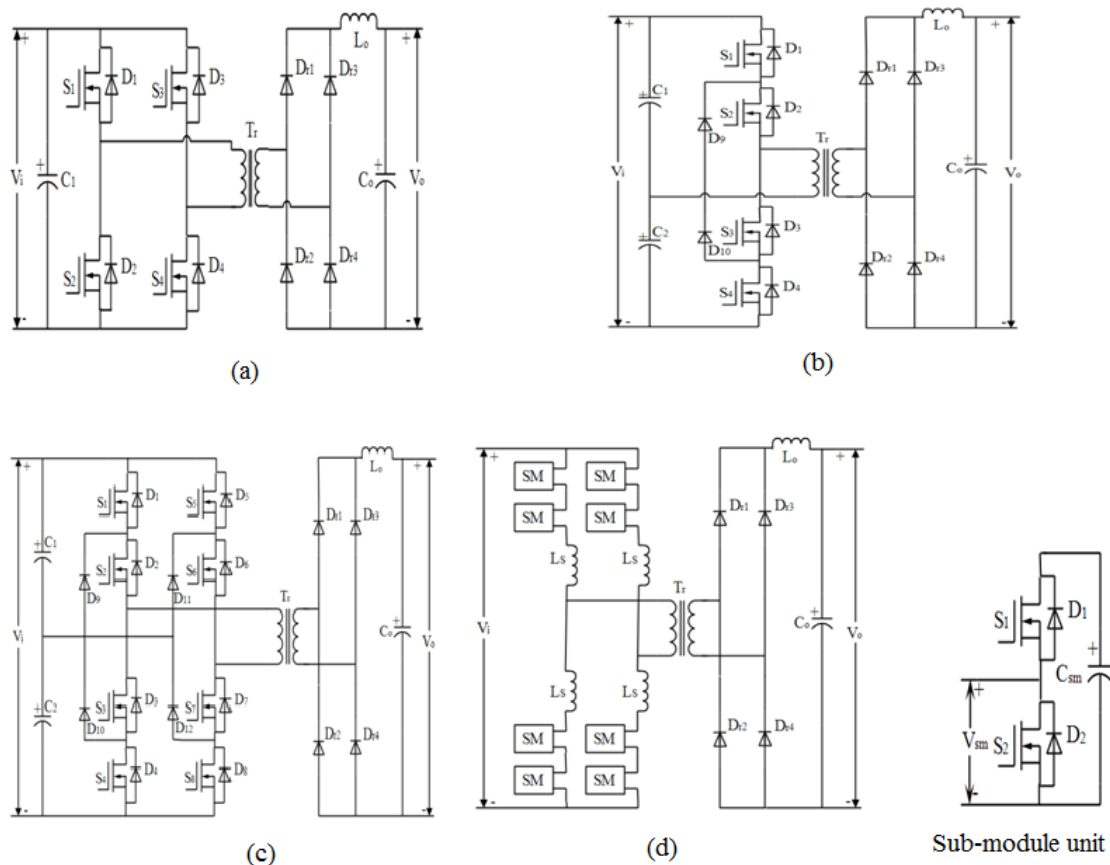 S1 D1 S3 D3 Lo Dr1 Dr3
+ Vi - + C1 Tr + Co + Vo -
S2 D2 S4 D4 Dr2 Dr4
(a)
S1 D1 Lo Dr1 Dr3
+ C1 S2 D2 D9 Tr
+ Vi - + Co + Vo -
+ C2 S3 D3 D10
S4 D4 Dr2 Dr4
(b)
S1 D1 S5 D5 Lo Dr1 Dr3
+ C1 S2 D2 S6 D6
D9 D11 Tr
+ Vi - + Co + Vo -
+ C2 S3 D3 S7 D7
D10 D12 Dr2 Dr4
S4 D4 S8 D8
(c)
SM SM Lo
SM SM Dr1 Dr3
Ls Ls Tr
+ Vi - + Co + Vo -
Ls Ls
SM SM Dr2 Dr4
SM SM
(d)
S1 D1 + Csm
+ Vsm - S2 D2
Sub-module unit